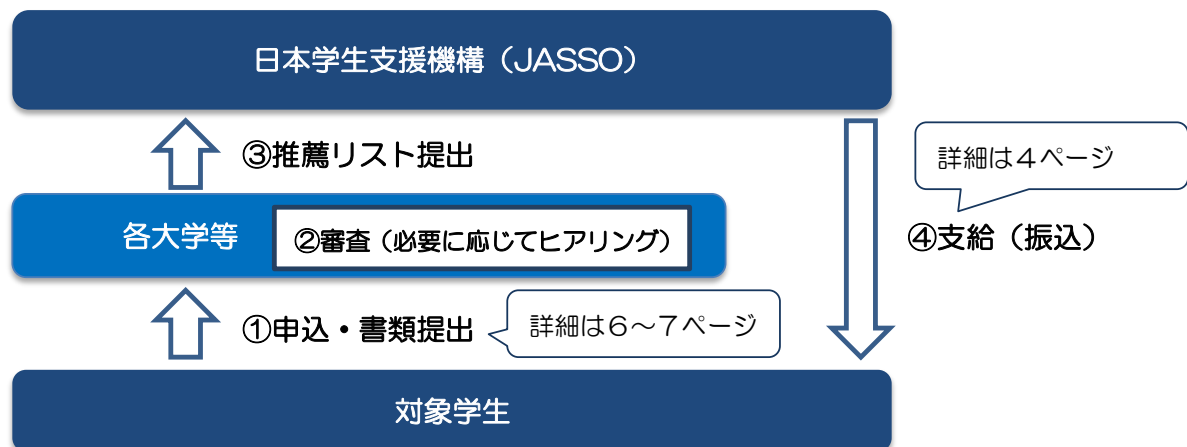 日本学生支援機構（JASSO）
③推薦リスト提出
詳細は４ページ
各大学等
②審査（必要に応じてヒアリング）
④支給（振込）
①申込・書類提出
詳細は６～７ページ
対象学生